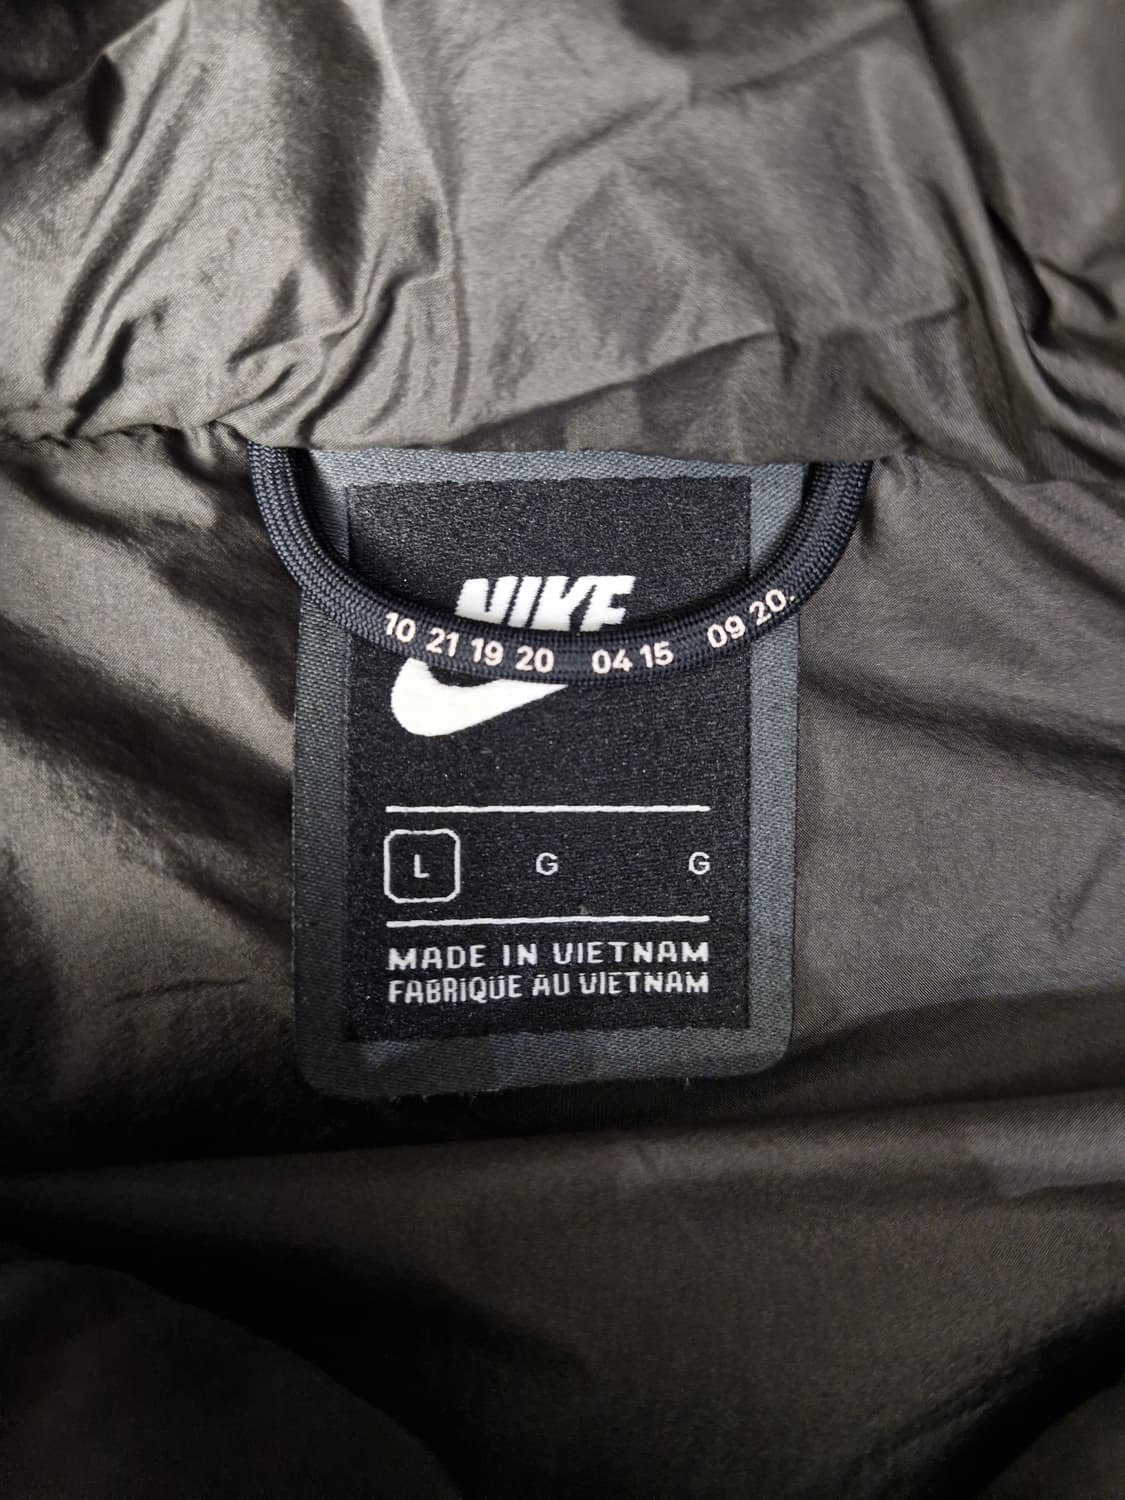 NIKE
10 21 19 20 04 15 09 20.
L G G
MADE IN VIETNAM
FABRIQUE AU VIETNAM